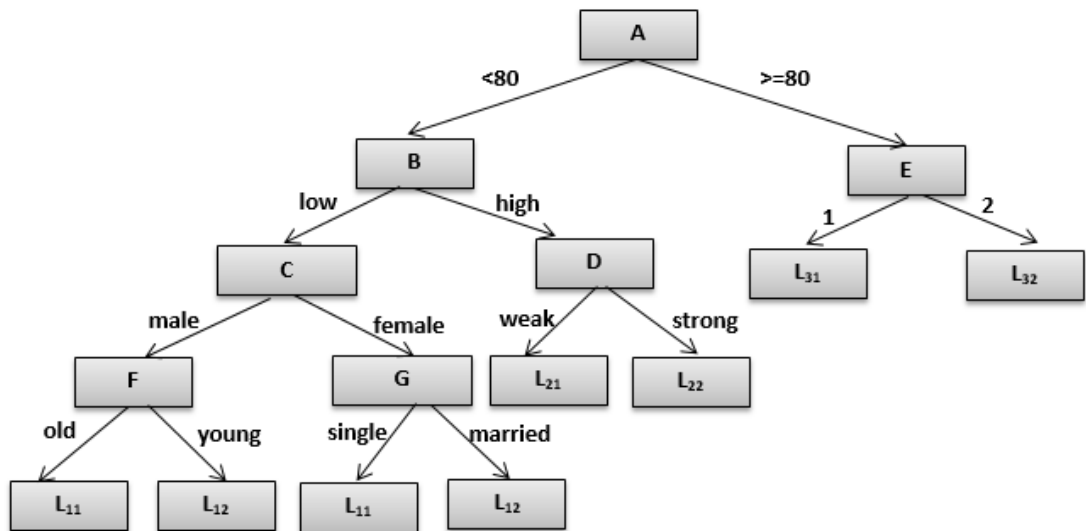 A
<80
>=80
B
E
low
high
1
2
C
D
L₃₁
L₃₂
male
female
weak
strong
F
G
L₂₁
L₂₂
old
young
single
married
L₁₁
L₁₂
L₁₁
L₁₂